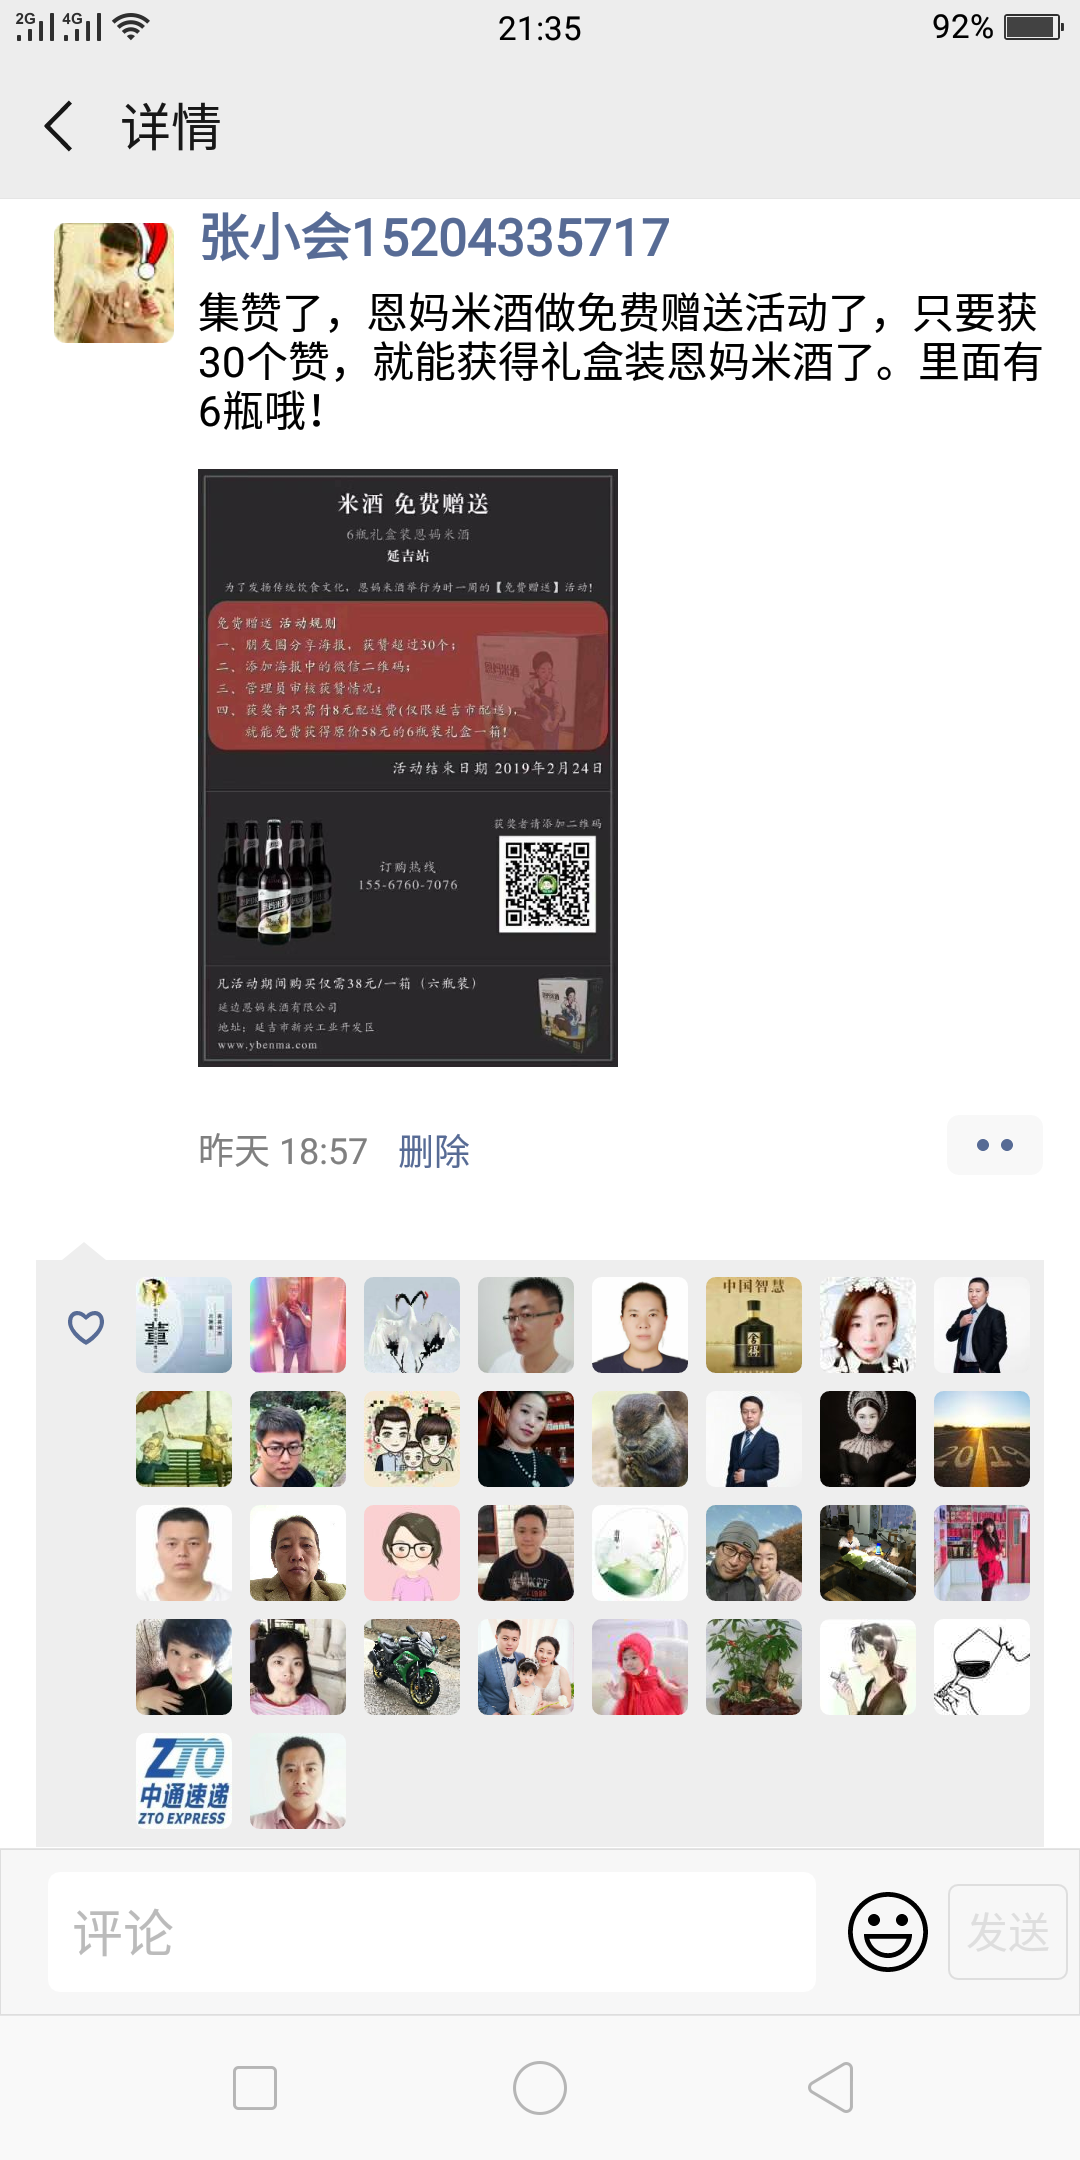 2G 4G 21:35 92%
详情
张小会15204335717
集赞了，恩妈米酒做免费赠送活动了，只要获
30个赞，就能获得礼盒装恩妈米酒了。里面有
6瓶哦！
米酒 免费赠送
6瓶礼盒装恩妈米酒
延吉站
为了发扬传统饮食文化，恩妈米酒举行为时一周的【免费赠送】活动！
免费赠送 活动规则
一、朋友圈分享海报，获赞超过30个；
二、添加海报中的微信二维码；
三、管理员审核获赞情况；
四、获奖者只需付8元配送费(仅限延吉市配送)，
就能免费获得原价58元的6瓶装礼盒一箱！
活动结束日期 2019年2月24日
获奖者请添加二维码
订购热线
155-6760-7076
凡活动期间购买仅需38元/一箱（六瓶装）
延边恩妈米酒有限公司
地址：延吉市新兴工业开发区
www.ybenma.com
昨天 18:57 删除
董
中国智慧
舍得
2019
ZTO
中通速递
ZTO EXPRESS
评论
发送